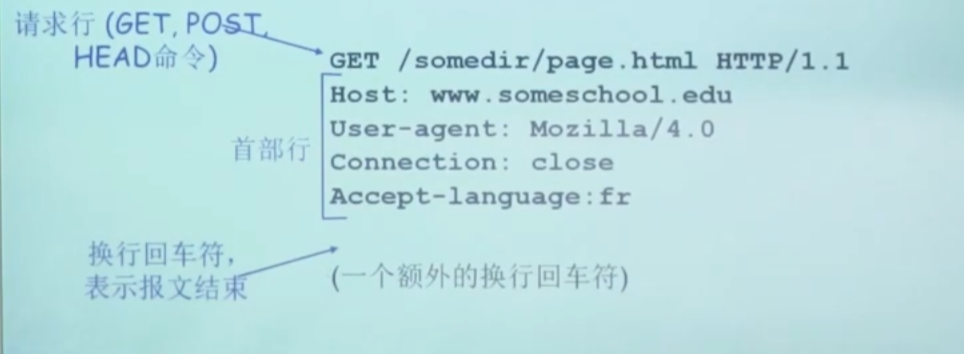 请求行 (GET, POST,
HEAD命令)
GET /somedir/page.html HTTP/1.1
Host: www.someschool.edu
User-agent: Mozilla/4.0
首部行
Connection: close
Accept-language:fr
换行回车符，
表示报文结束
(一个额外的换行回车符)